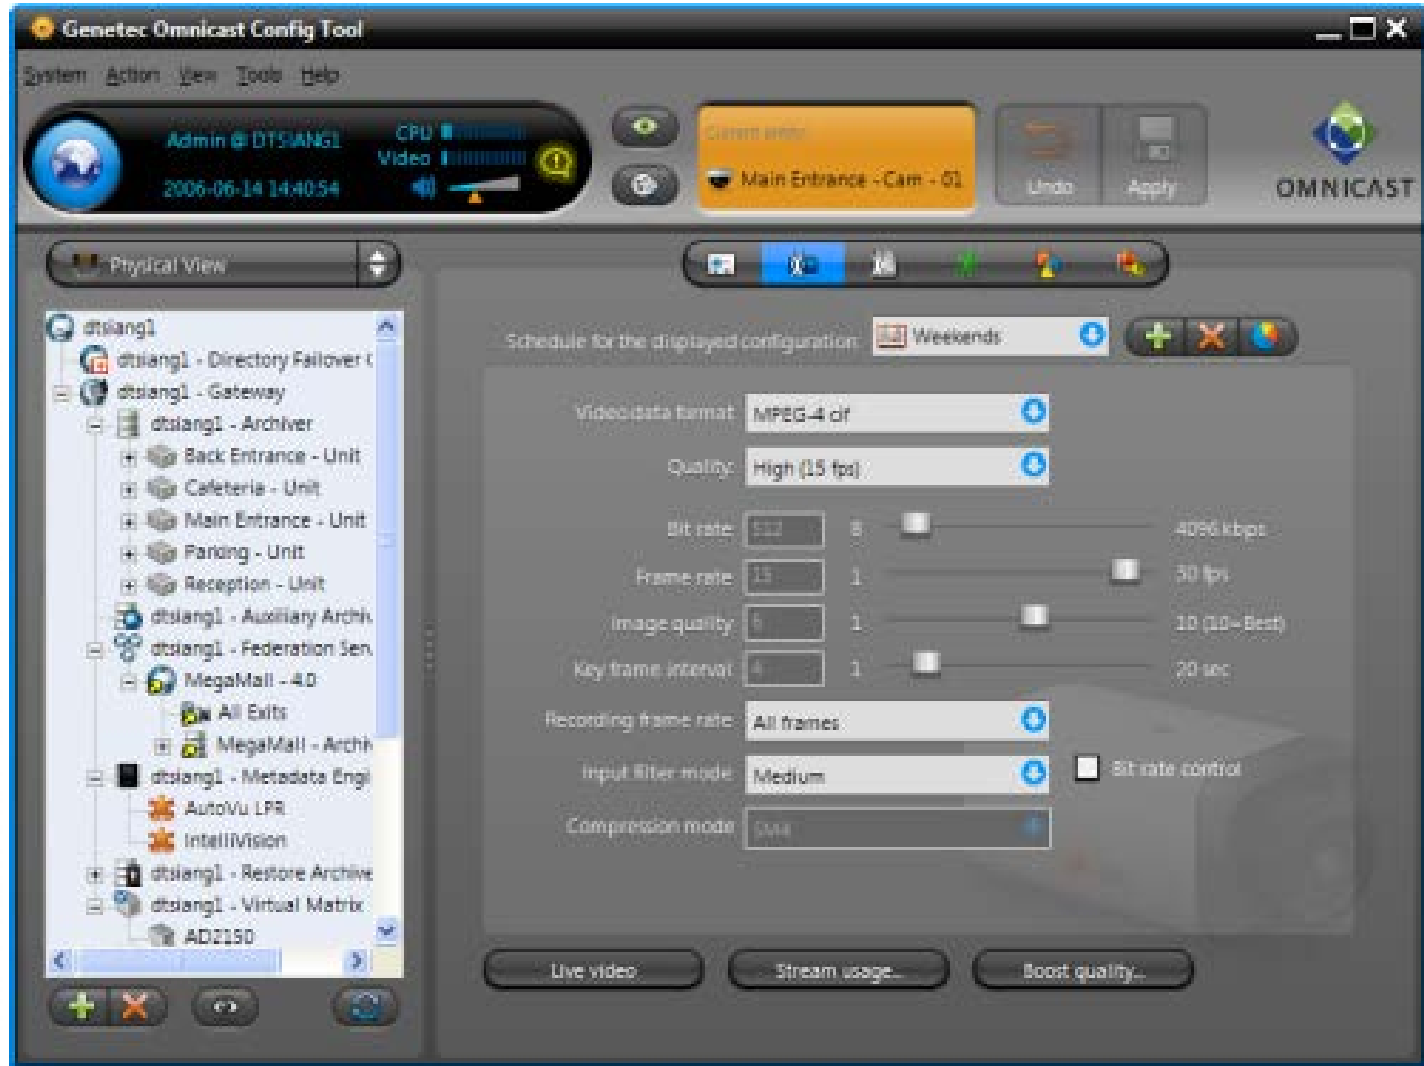 Genetec Omnicast Config Tool
System Action View Tools Help
Admin @ DTSIANG1
CPU
Video
2006-06-14 14:40:54
Current entity:
Main Entrance - Cam - 01
Undo Apply
OMNICAST
Physical View
dtsiang1
dtsiang1 - Directory Failover C
dtsiang1 - Gateway
dtsiang1 - Archiver
Back Entrance - Unit
Cafeteria - Unit
Main Entrance - Unit
Parking - Unit
Reception - Unit
dtsiang1 - Auxiliary Archiv
dtsiang1 - Federation Ser
MegaMall - 4.0
All Exits
MegaMall - Archiv
dtsiang1 - Metadata Engi
AutoVu LPR
IntelliVision
dtsiang1 - Restore Archive
dtsiang1 - Virtual Matrix
AD2150
Schedule for the displayed configuration: Weekends
Video data format MPEG-4 cif
Quality: High (15 fps)
Bit rate 512 8 4096 kbps
Frame rate 15 1 30 fps
Image quality 1 10 (10=Best)
Key frame interval 4 1 20 sec
Recording frame rate All frames
Input filter mode Medium
Bit rate control
Compression mode SM4
Live video Stream usage... Boost quality...